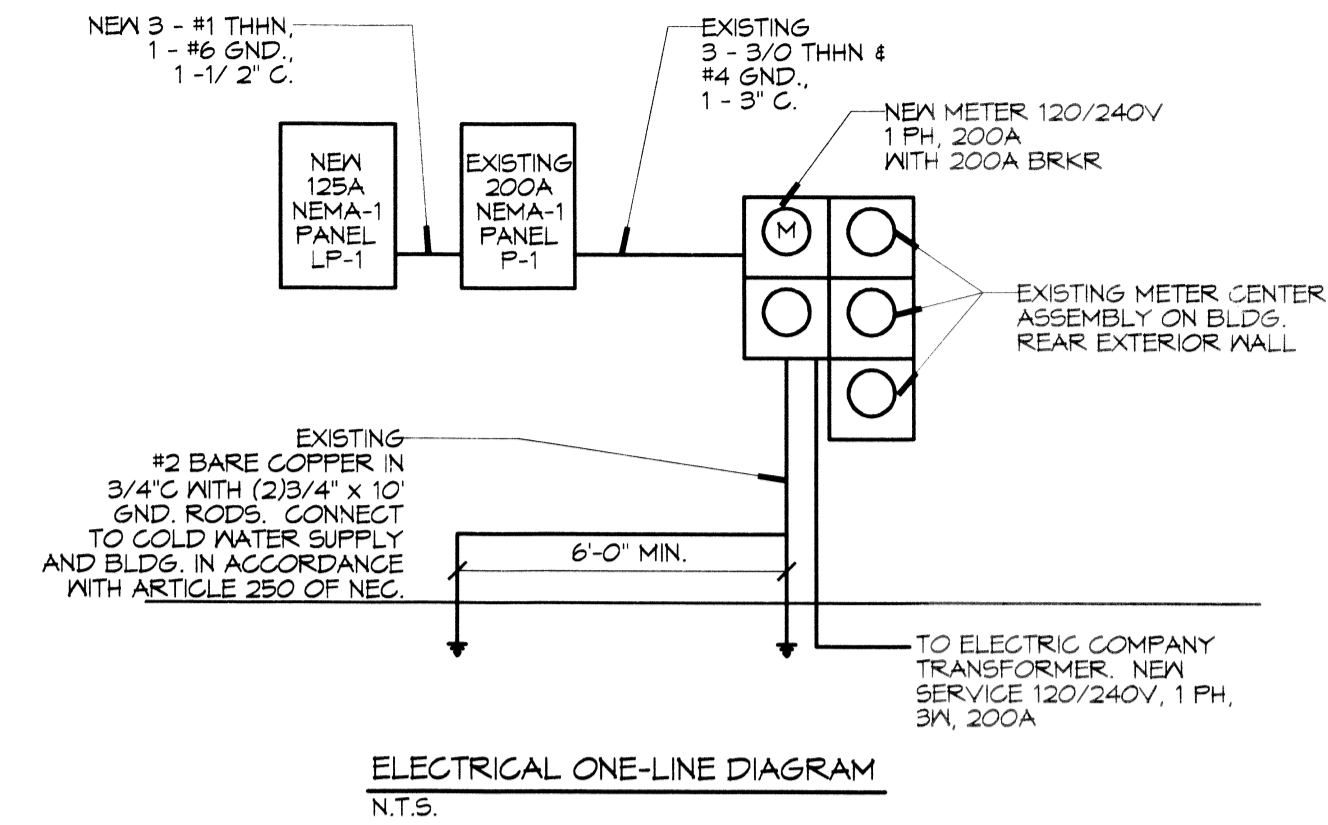 NEW 3 - #1 THHN,
1 - #6 GND.,
1 -1/ 2" C.
EXISTING
3 - 3/0 THHN &
#4 GND.,
1 - 3" C.
NEW METER 120/240V
1 PH, 200A
WITH 200A BRKR
NEW
125A
NEMA-1
PANEL
LP-1
EXISTING
200A
NEMA-1
PANEL
P-1
M
EXISTING METER CENTER
ASSEMBLY ON BLDG.
REAR EXTERIOR WALL
EXISTING
#2 BARE COPPER IN
3/4"C WITH (2)3/4" X 10'
GND. RODS. CONNECT
TO COLD WATER SUPPLY
AND BLDG. IN ACCORDANCE
WITH ARTICLE 250 OF NEC.
6'-0" MIN.
TO ELECTRIC COMPANY
TRANSFORMER. NEW
SERVICE 120/240V, 1 PH,
3W, 200A
ELECTRICAL ONE-LINE DIAGRAM
N.T.S.